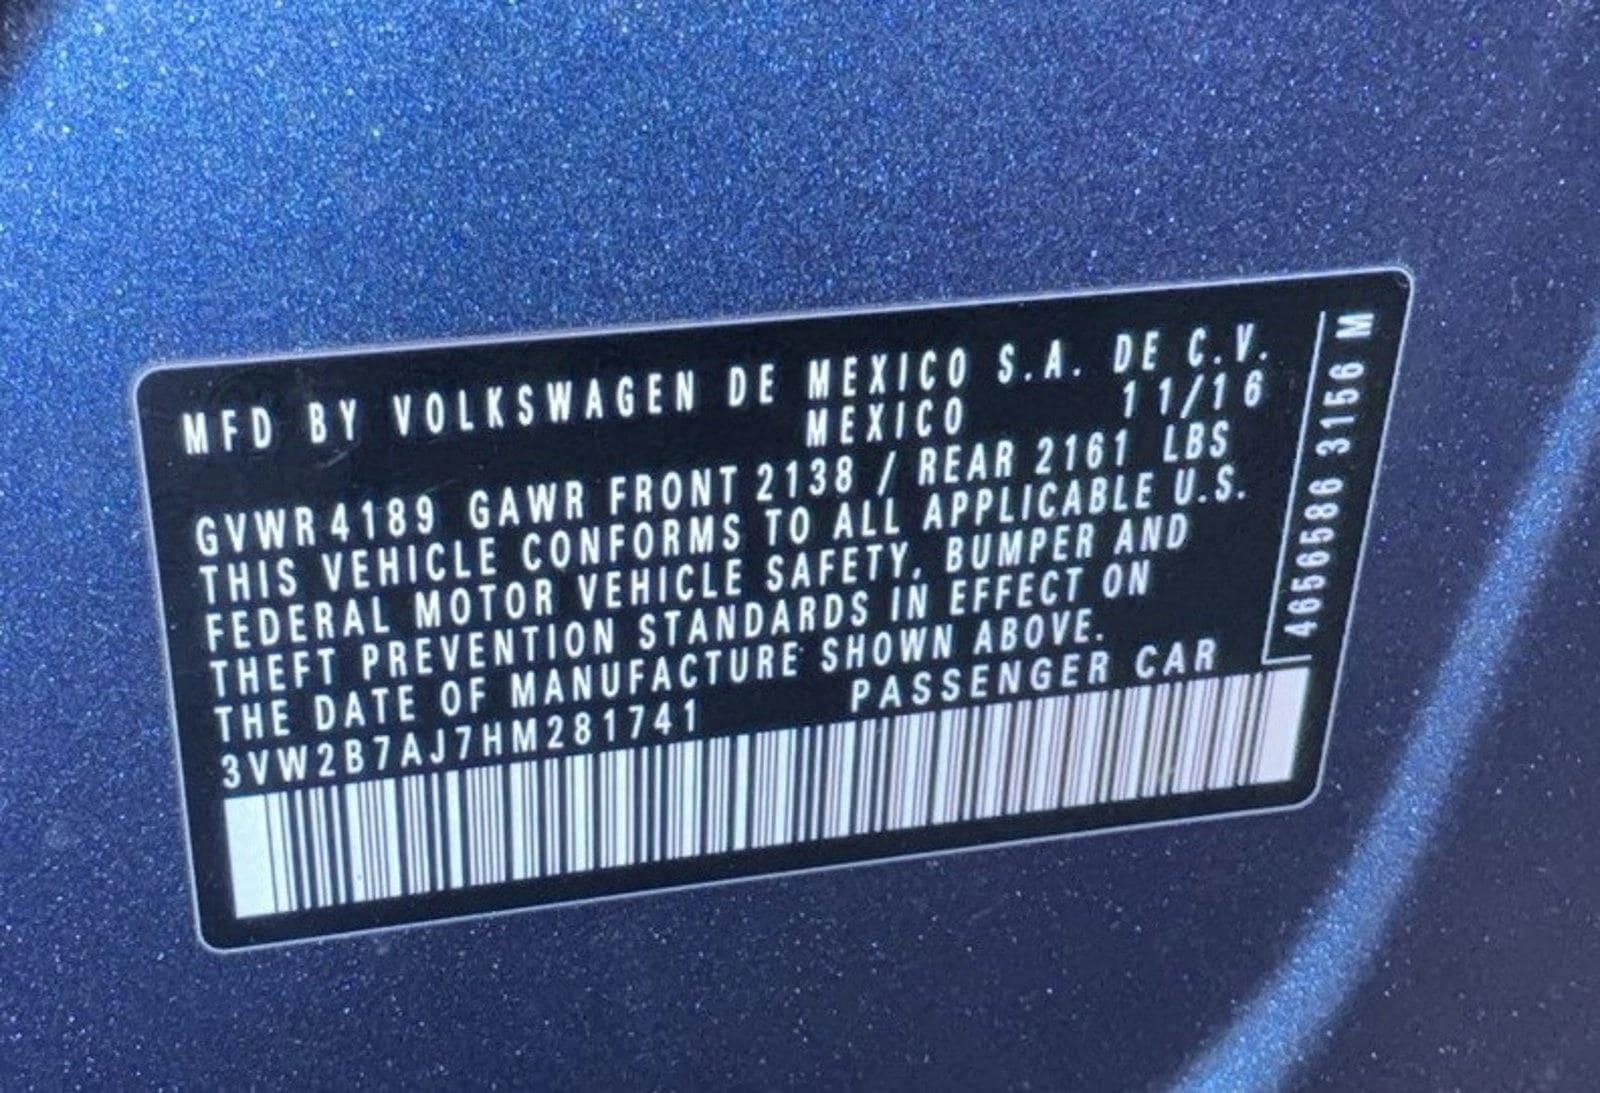 MFD BY VOLKSWAGEN DE MEXICO S.A. DE C.V.
MEXICO 11/16
GVWR 4189 GAWR FRONT 2138 / REAR 2161 LBS
THIS VEHICLE CONFORMS TO ALL APPLICABLE U.S.
FEDERAL MOTOR VEHICLE SAFETY, BUMPER AND
THEFT PREVENTION STANDARDS IN EFFECT ON
THE DATE OF MANUFACTURE SHOWN ABOVE.
3VW2B7AJ7HM281741 PASSENGER CAR
4656586 3156 M